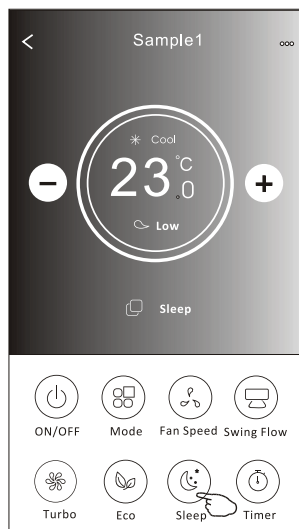 Sample1
Cool
23.0°C
Low
Sleep
ON/OFF Mode Fan Speed Swing Flow
Turbo Eco Sleep Timer